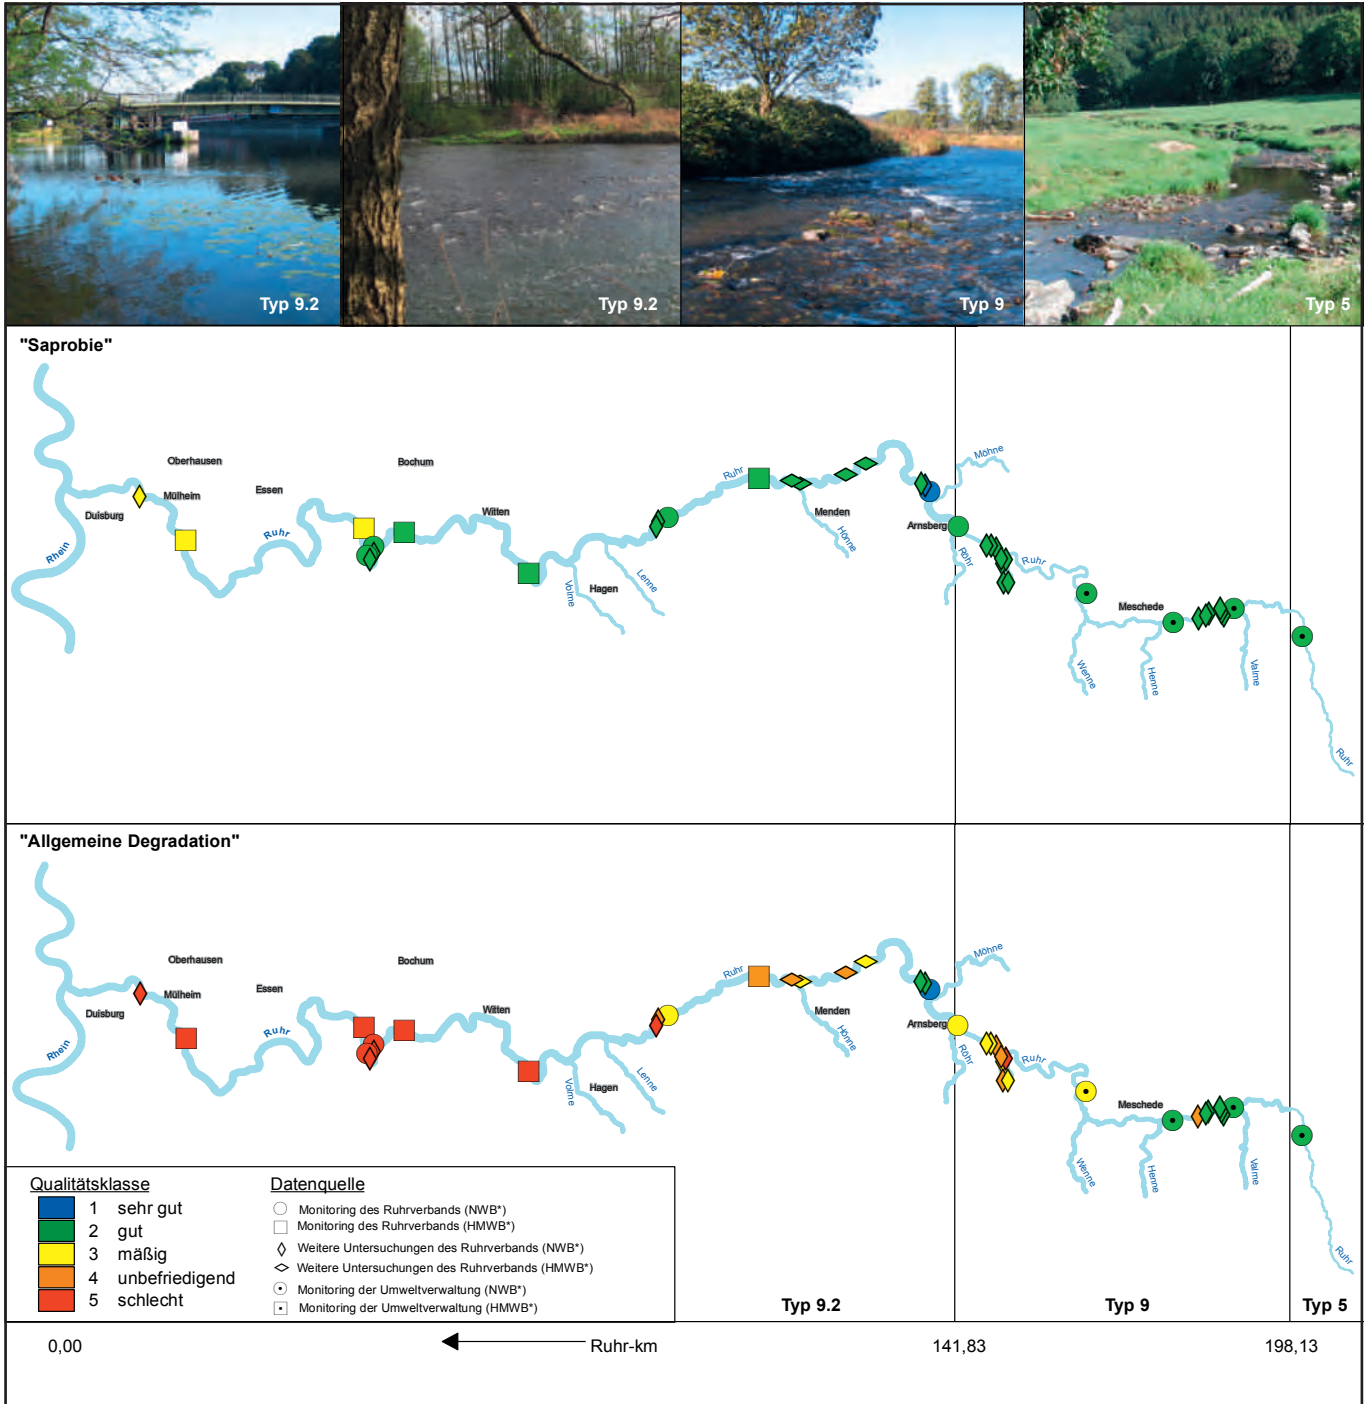 Typ 9.2
Typ 9.2
Typ 9
Typ 5
"Saprobie"
Oberhausen
Bochum
Möhne
Ruhr
Essen
Mülheim
Duisburg
Witten
Menden
Arnsberg
Ruhr
Rhein
Hönne
Röhr
Ruhr
Lenne
Volme
Hagen
Meschede
Wenne
Henne
Valme
Ruhr
"Allgemeine Degradation"
Oberhausen
Bochum
Möhne
Ruhr
Essen
Mülheim
Duisburg
Witten
Menden
Arnsberg
Ruhr
Rhein
Hönne
Röhr
Ruhr
Lenne
Volme
Hagen
Meschede
Wenne
Henne
Valme
Ruhr
Qualitätsklasse
1 sehr gut
2 gut
3 mäßig
4 unbefriedigend
5 schlecht
Datenquelle
Monitoring des Ruhrverbands (NWB*)
Monitoring des Ruhrverbands (HMWB*)
Weitere Untersuchungen des Ruhrverbands (NWB*)
Weitere Untersuchungen des Ruhrverbands (HMWB*)
Monitoring der Umweltverwaltung (NWB*)
Monitoring der Umweltverwaltung (HMWB*)
Typ 9.2
Typ 9
Typ 5
0,00
Ruhr-km
141,83
198,13